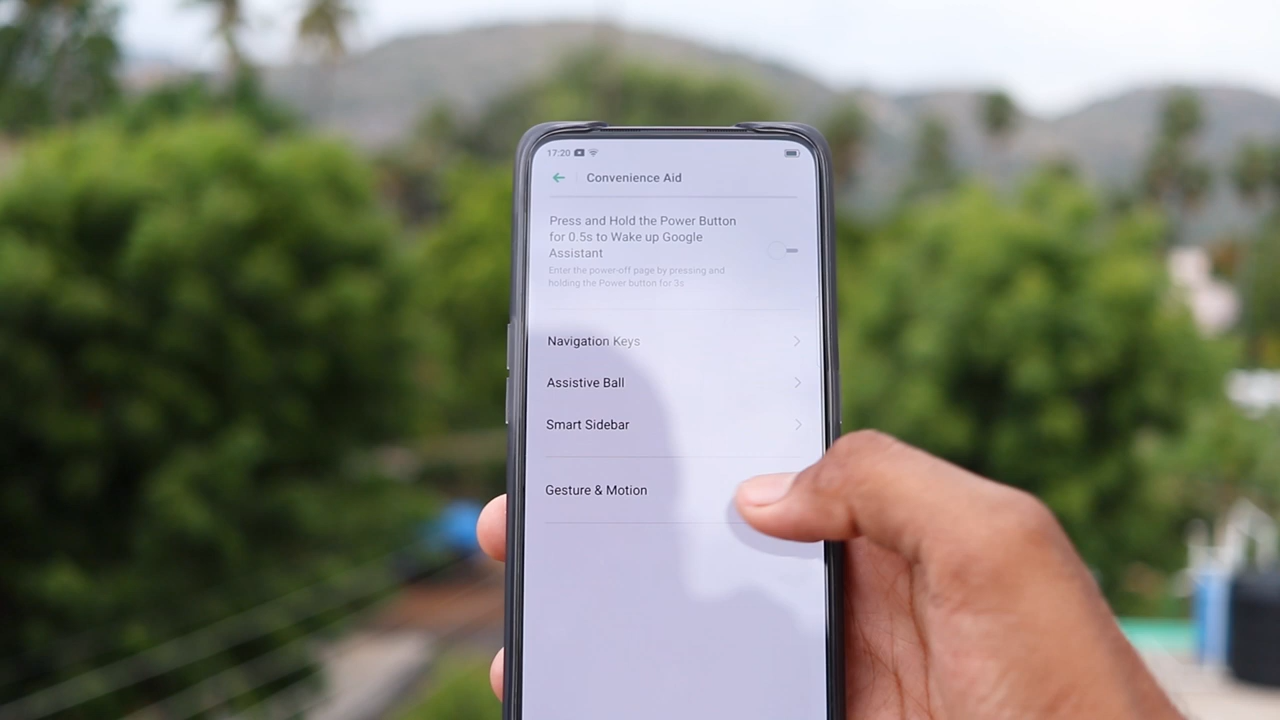 17:20
Convenience Aid
Press and Hold the Power Button
for 0.5s to Wake up Google
Assistant
Enter the power-off page by pressing and
holding the Power button for 3s
Navigation Keys
Assistive Ball
Smart Sidebar
Gesture & Motion